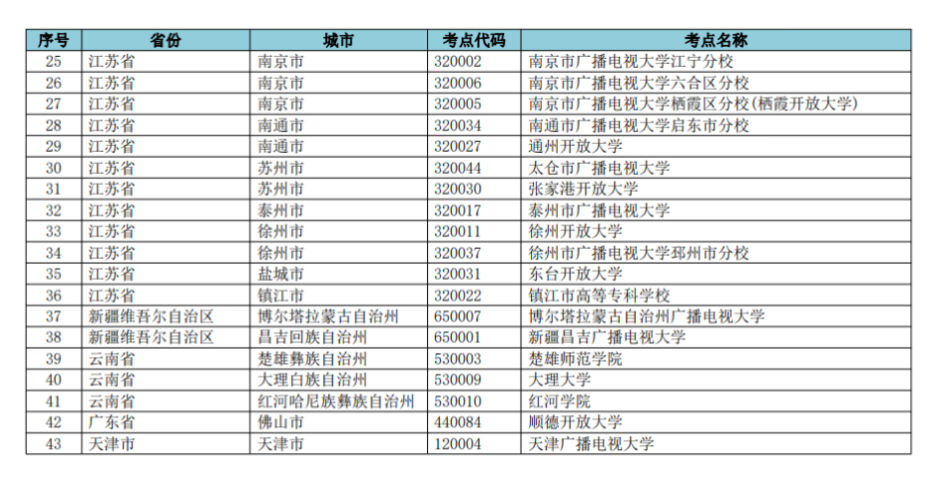 序号 省份 城市 考点代码 考点名称
25 江苏省 南京市 320002 南京市广播电视大学江宁分校
26 江苏省 南京市 320006 南京市广播电视大学六合区分校
27 江苏省 南京市 320005 南京市广播电视大学栖霞区分校(栖霞开放大学)
28 江苏省 南通市 320034 南通市广播电视大学启东市分校
29 江苏省 南通市 320027 通州开放大学
30 江苏省 苏州市 320044 太仓市广播电视大学
31 江苏省 苏州市 320030 张家港开放大学
32 江苏省 泰州市 320017 泰州市广播电视大学
33 江苏省 徐州市 320011 徐州开放大学
34 江苏省 徐州市 320037 徐州市广播电视大学邳州市分校
35 江苏省 盐城市 320031 东台开放大学
36 江苏省 镇江市 320022 镇江市高等专科学校
37 新疆维吾尔自治区 博尔塔拉蒙古自治州 650007 博尔塔拉蒙古自治州广播电视大学
38 新疆维吾尔自治区 昌吉回族自治州 650001 新疆昌吉广播电视大学
39 云南省 楚雄彝族自治州 530003 楚雄师范学院
40 云南省 大理白族自治州 530009 大理大学
41 云南省 红河哈尼族彝族自治州 530010 红河学院
42 广东省 佛山市 440084 顺德开放大学
43 天津市 天津市 120004 天津广播电视大学